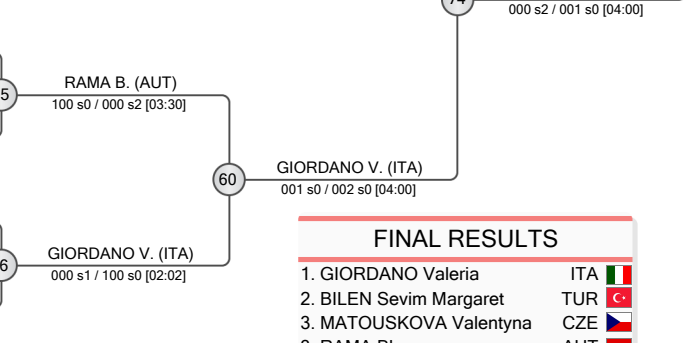 000 s2 / 001 s0 [04:00]
RAMA B. (AUT)
5
100 s0 / 000 s2 [03:30]
GIORDANO V. (ITA)
60
001 s0 / 002 s0 [04:00]
GIORDANO V. (ITA)
6
000 s1 / 100 s0 [02:02]
FINAL RESULTS
1. GIORDANO Valeria ITA
2. BILEN Sevim Margaret TUR
3. MATOUSKOVA Valentyna CZE